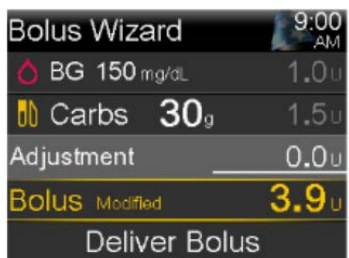 Bolus Wizard 9:00 AM
BG 150 mg/dL 1.0u
Carbs 30g 1.5u
Adjustment 0.0u
Bolus Modified 3.9u
Deliver Bolus